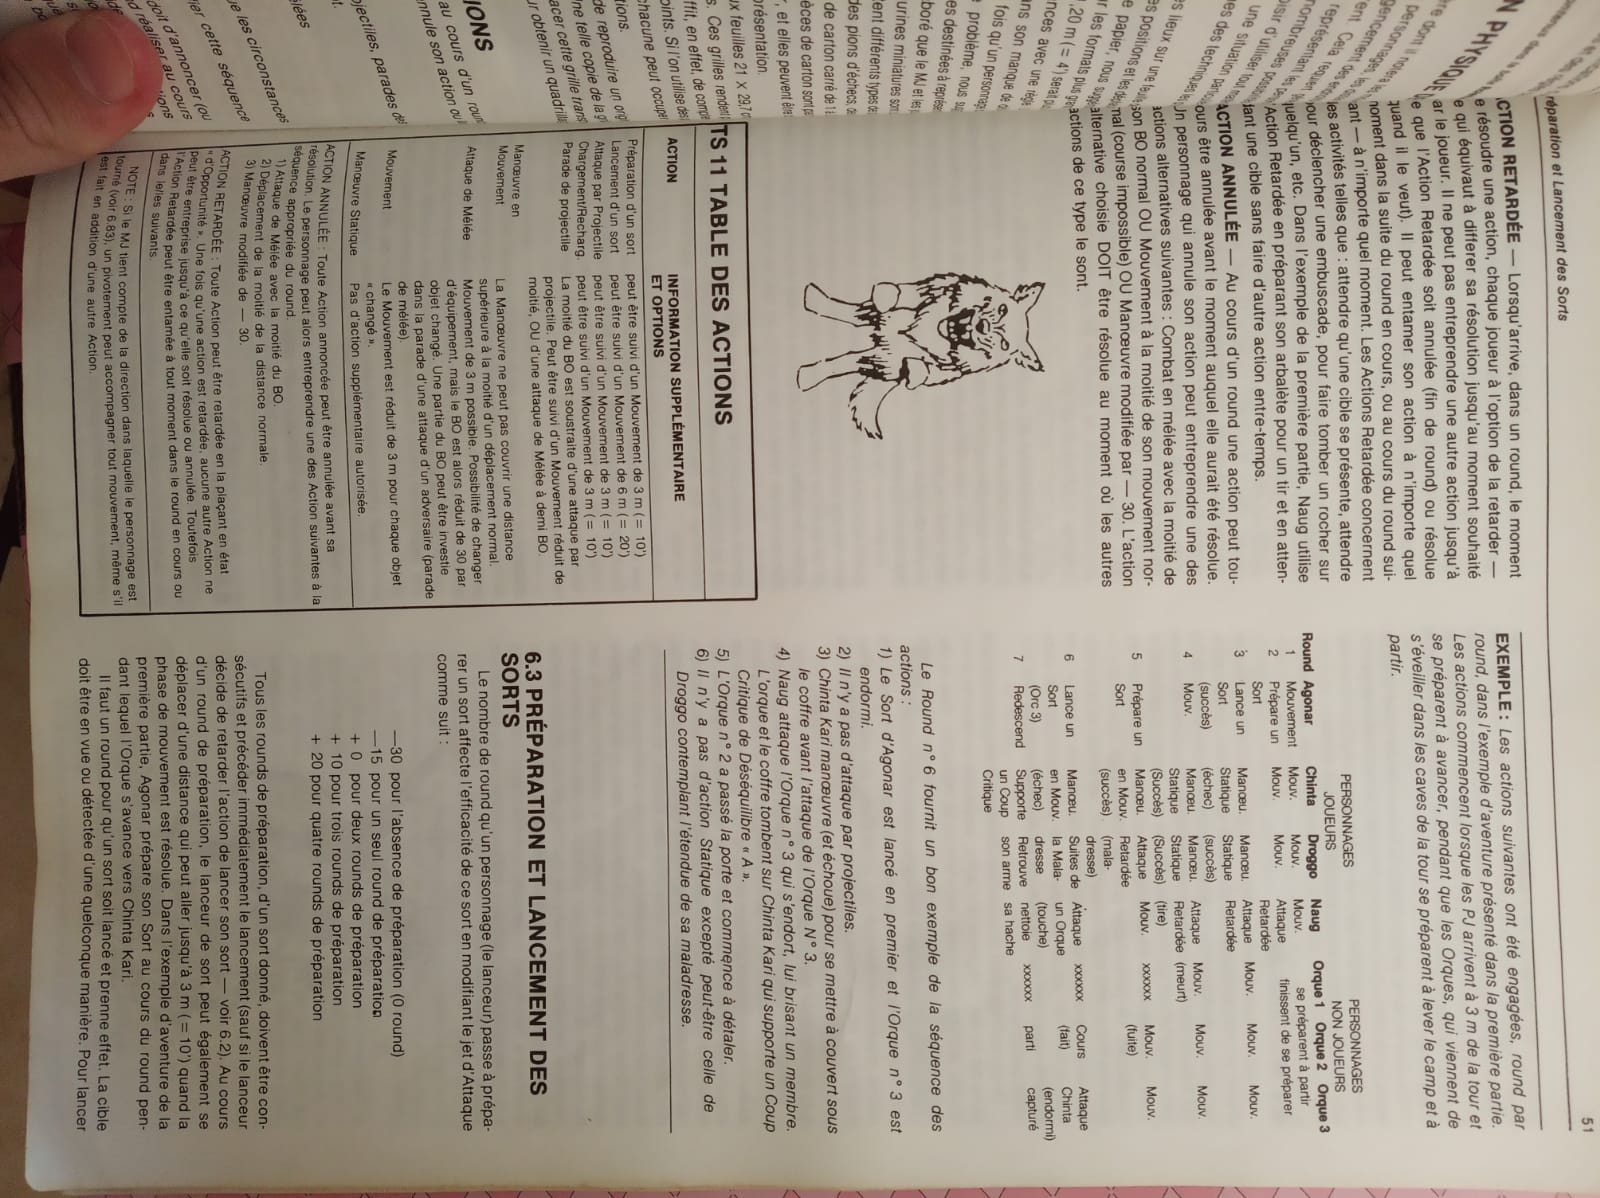 51
réparation et Lancement des Sorts
CTION RETARDÉE — Lorsqu'arrive, dans un round, le moment
e résoudre une action, chaque joueur à l'option de la retarder —
e qui équivaut à differer sa résolution jusqu'au moment souhaité
ar le joueur. Il ne peut pas entreprendre une autre action jusqu'à
e que l'Action Retardée soit annulée (fin de round) ou résolue
quand il le veut). Il peut entamer son action à n'importe quel
moment dans la suite du round en cours, ou au cours du round sui-
ant — à n'importe quel moment. Les Actions Retardée concernent
les activités telles que : attendre qu'une cible se présente, attendre
pour déclencher une embuscade, pour faire tomber un rocher sur
quelqu'un, etc. Dans l'exemple de la première partie, Naug utilise
'Action Retardée en préparant son arbalète pour un tir et en atten-
dant une cible sans faire d'autre action entre-temps.
ACTION ANNULÉE — Au cours d'un round une action peut tou-
ours être annulée avant le moment auquel elle aurait été résolue.
Un personnage qui annule son action peut entreprendre une des
actions alternatives suivantes : Combat en mélée avec la moitié de
son BO normal OU Mouvement à la moitié de son mouvement nor-
mal (course impossible) OU Manœuvre modifiée par — 30. L'action
alternative choisie DOIT être résolue au moment où les autres
actions de ce type le sont.
TS 11 TABLE DES ACTIONS
ACTION INFORMATION SUPPLÉMENTAIRE
ET OPTIONS
Préparation d'un sort peut être suivi d'un Mouvement de 3 m (= 10')
Lancement d'un sort peut être suivi d'un Mouvement de 6 m (= 20')
Attaque par Projectile peut être suivi d'un Mouvement de 3 m (= 10')
Chargement/Recharg. peut être suivi d'un Mouvement de 3 m (= 10')
Parade de projectile La moitié du BO est soustraite d'une attaque par
projectile. Peut être suivi d'un Mouvement réduit de
moitié, OU d'une attaque de Mélée à demi BO.
Manœuvre en
Mouvement La Manœuvre ne peut pas couvrir une distance
supérieure à la moitié d'un déplacement normal.
Attaque de Mélée Mouvement de 3 m possible. Possibilité de changer
d'équipement, mais le BO est alors réduit de 30 par
objet changé. Une partie du BO peut être investie
dans la parade d'une attaque d'un adversaire (parade
de mélée).
Mouvement Le Mouvement est réduit de 3 m pour chaque objet
« changé ».
Manœuvre Statique Pas d'action supplémentaire autorisée.
ACTION ANNULÉE : Toute Action annoncée peut être annulée avant sa
résolution. Le personnage peut alors entreprendre une des Action suivantes à la
séquence appropriée du round.
1) Attaque de Mélée avec la moitié du BO.
2) Déplacement de la moitié de la distance normale.
3) Manœuvre modifiée de — 30.
ACTION RETARDÉE : Toute Action peut être retardée en la plaçant en état
« d'Opportunité ». Une fois qu'une action est retardée, aucune autre Action ne
peut être entreprise jusqu'à ce qu'elle soit résolue ou annulée. Toutefois
l'Action Retardée peut être entamée à tout moment dans le round en cours ou
dans le/les suivants.
NOTE : Si le MJ tient compte de la direction dans laquelle le personnage est
tourné (voir 6.83), un pivotement peut accompagner tout mouvement, même s'il
est fait en addition d'une autre Action.
EXEMPLE : Les actions suivantes ont été engagées, round par
round, dans l'exemple d'aventure présenté dans la première partie.
Les actions commencent lorsque les PJ arrivent à 3 m de la tour et
se préparent à avancer, pendant que les Orques, qui viennent de
s'éveiller dans les caves de la tour se préparent à lever le camp et à
partir.
PERSONNAGES PERSONNAGES
JOUEURS NON JOUEURS
Round Agonar Chinta Droggo Naug Orque 1 Orque 2 Orque 3
1 Mouvement Mouv. Mouv. Mouv. se préparent à partir
2 Prépare un Mouv. Mouv. Attaque finissent de se préparer
Sort Retardée
3 Lance un Manœu. Manœu. Attaque Mouv. Mouv. Mouv.
Sort Statique Statique Retardée
(succès) (échec) (succès)
4 Mouv. Manœu. Manœu. Attaque Mouv. Mouv. Mouv.
Statique Statique Retardée (meurt)
(Succès) (Succès) (tire)
5 Prépare un Manœu. Attaque Mouv. xxxxxx Mouv. Mouv.
Sort en Mouv. Retardée (fuite)
(succès) (mala-
dresse)
6 Lance un Manœu. Suites de Attaque xxxxxx Cours Attaque
Sort en Mouv. la Mala- un Orque (fait) Chinta
(Orc 3) (échec) dresse (touche) (endormi)
7 Redescend Supporte Retrouve nettoie xxxxxx parti capturé
un Coup son arme sa hache
Critique
Le Round n° 6 fournit un bon exemple de la séquence des
actions :
1) Le Sort d'Agonar est lancé en premier et l'Orque n° 3 est
endormi.
2) Il n'y a pas d'attaque par projectiles.
3) Chinta Kari manœuvre (et échoue) pour se mettre à couvert sous
le coffre avant l'attaque de l'Orque N° 3.
4) Naug attaque l'Orque n° 3 qui s'endort, lui brisant un membre.
L'orque et le coffre tombent sur Chinta Kari qui supporte un Coup
Critique de Déséquilibre « A ».
5) L'Orque n° 2 a passé la porte et commence à détaler.
6) Il n'y a pas d'action Statique excepté peut-être celle de
Droggo contemplant l'étendue de sa maladresse.
6.3 PRÉPARATION ET LANCEMENT DES
SORTS
Le nombre de round qu'un personnage (le lanceur) passe à prépa-
rer un sort affecte l'efficacité de ce sort en modifiant le jet d'Attaque
comme suit :
—30 pour l'absence de préparation (0 round)
—15 pour un seul round de préparation
+ 0 pour deux rounds de préparation
+ 10 pour trois rounds de préparation
+ 20 pour quatre rounds de préparation
Tous les rounds de préparation, d'un sort donné, doivent être con-
sécutifs et précéder immédiatement le lancement (sauf si le lanceur
décide de retarder l'action de lancer son sort — voir 6.2). Au cours
d'un round de préparation, le lanceur de sort peut également se
déplacer d'une distance qui peut aller jusqu'à 3 m (= 10') quand la
phase de mouvement est résolue. Dans l'exemple d'aventure de la
première partie, Agonar prépare son Sort au cours du round pen-
dant lequel l'Orque s'avance vers Chinta Kari.
Il faut un round pour qu'un sort soit lancé et prenne effet. La cible
doit être en vue ou détectée d'une quelconque manière. Pour lancer